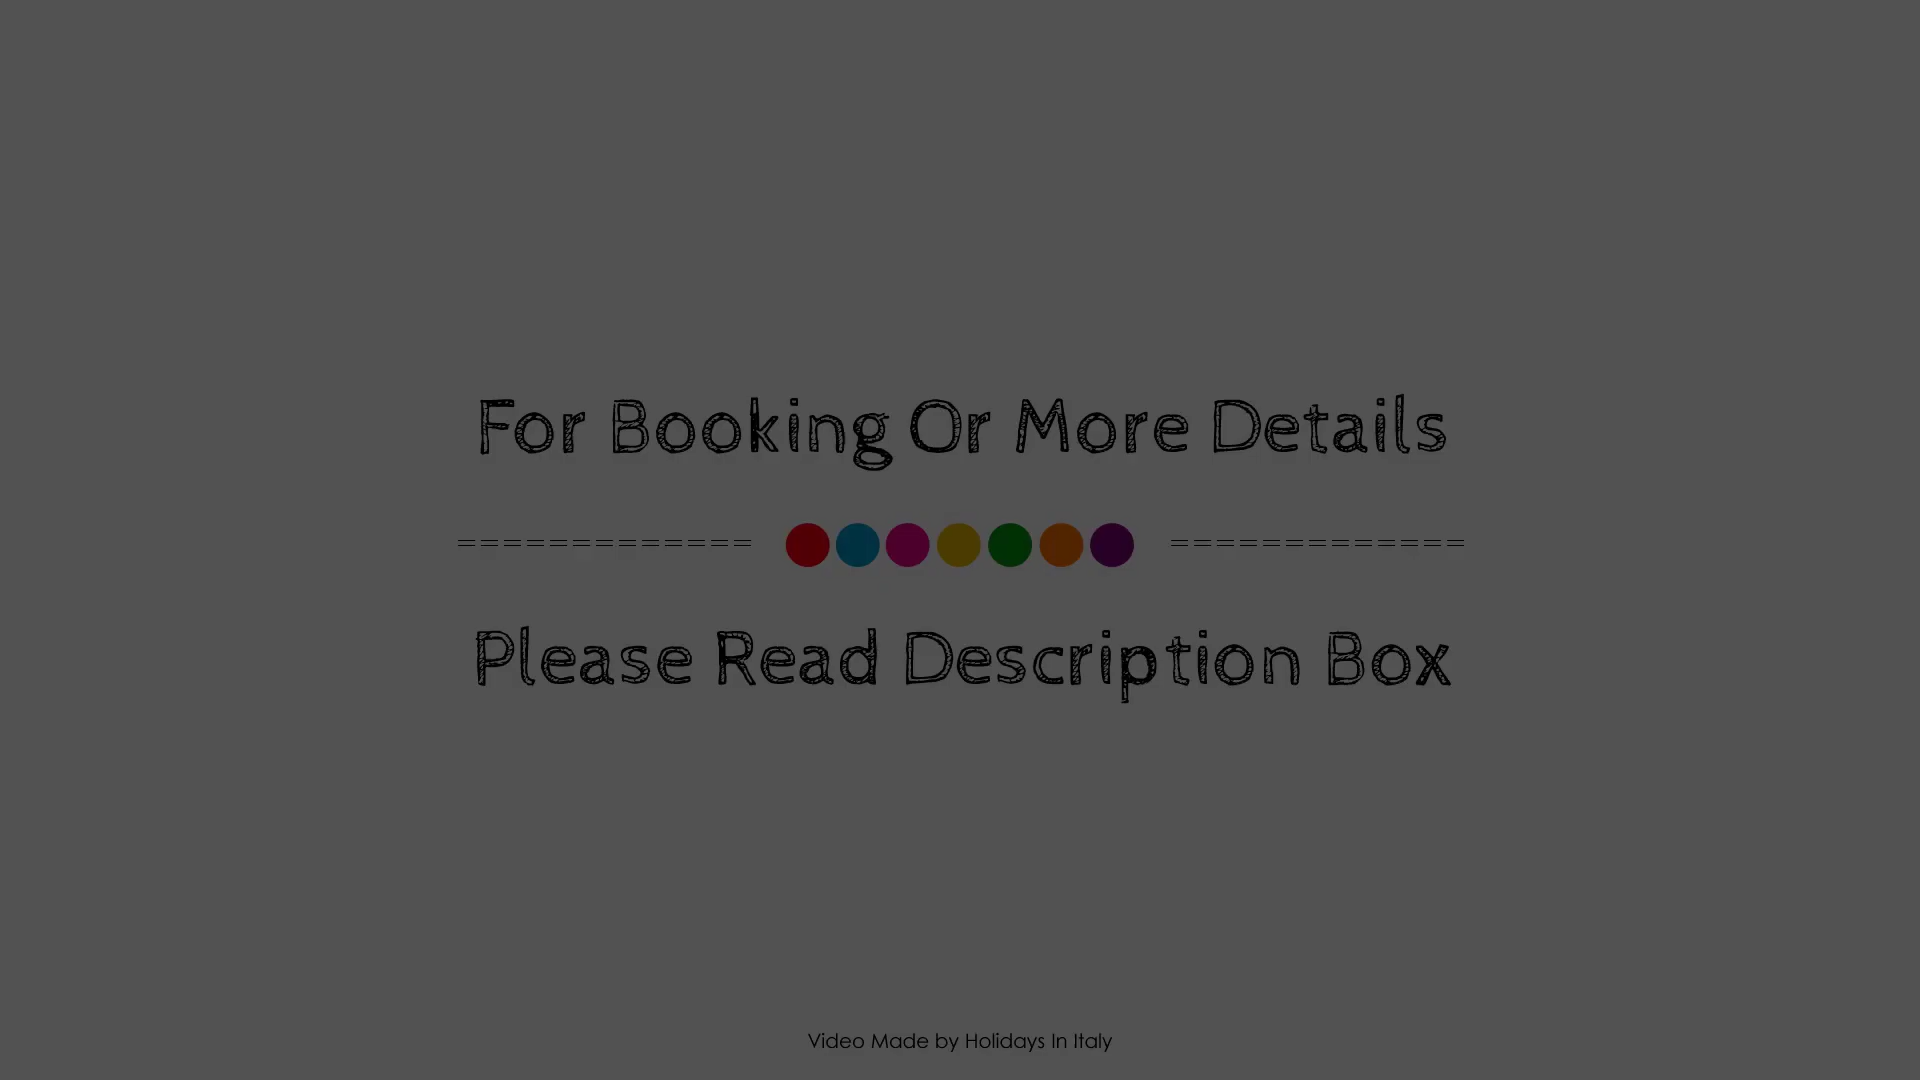 For Booking Or More Details
============= =============
Please Read Description Box
Video Made by Holidays In Italy